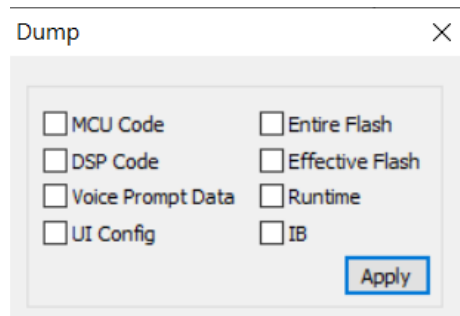 Dump
MCU Code
Entire Flash
DSP Code
Effective Flash
Voice Prompt Data
Runtime
UI Config
IB
Apply